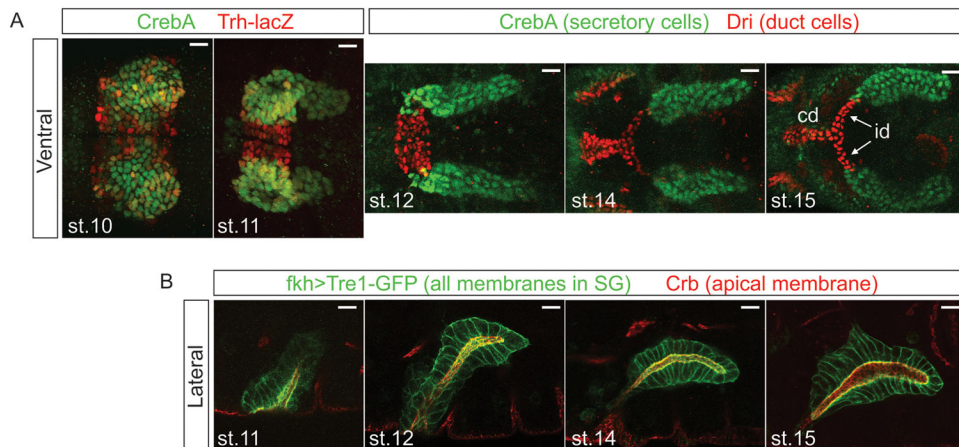 A
CrebA Trh-lacZ
CrebA (secretory cells) Dri (duct cells)
Ventral
st.10
st.11
st.12
st.14
cd
id
st.15
B
fkh>Tre1-GFP (all membranes in SG) Crb (apical membrane)
Lateral
st.11
st.12
st.14
st.15